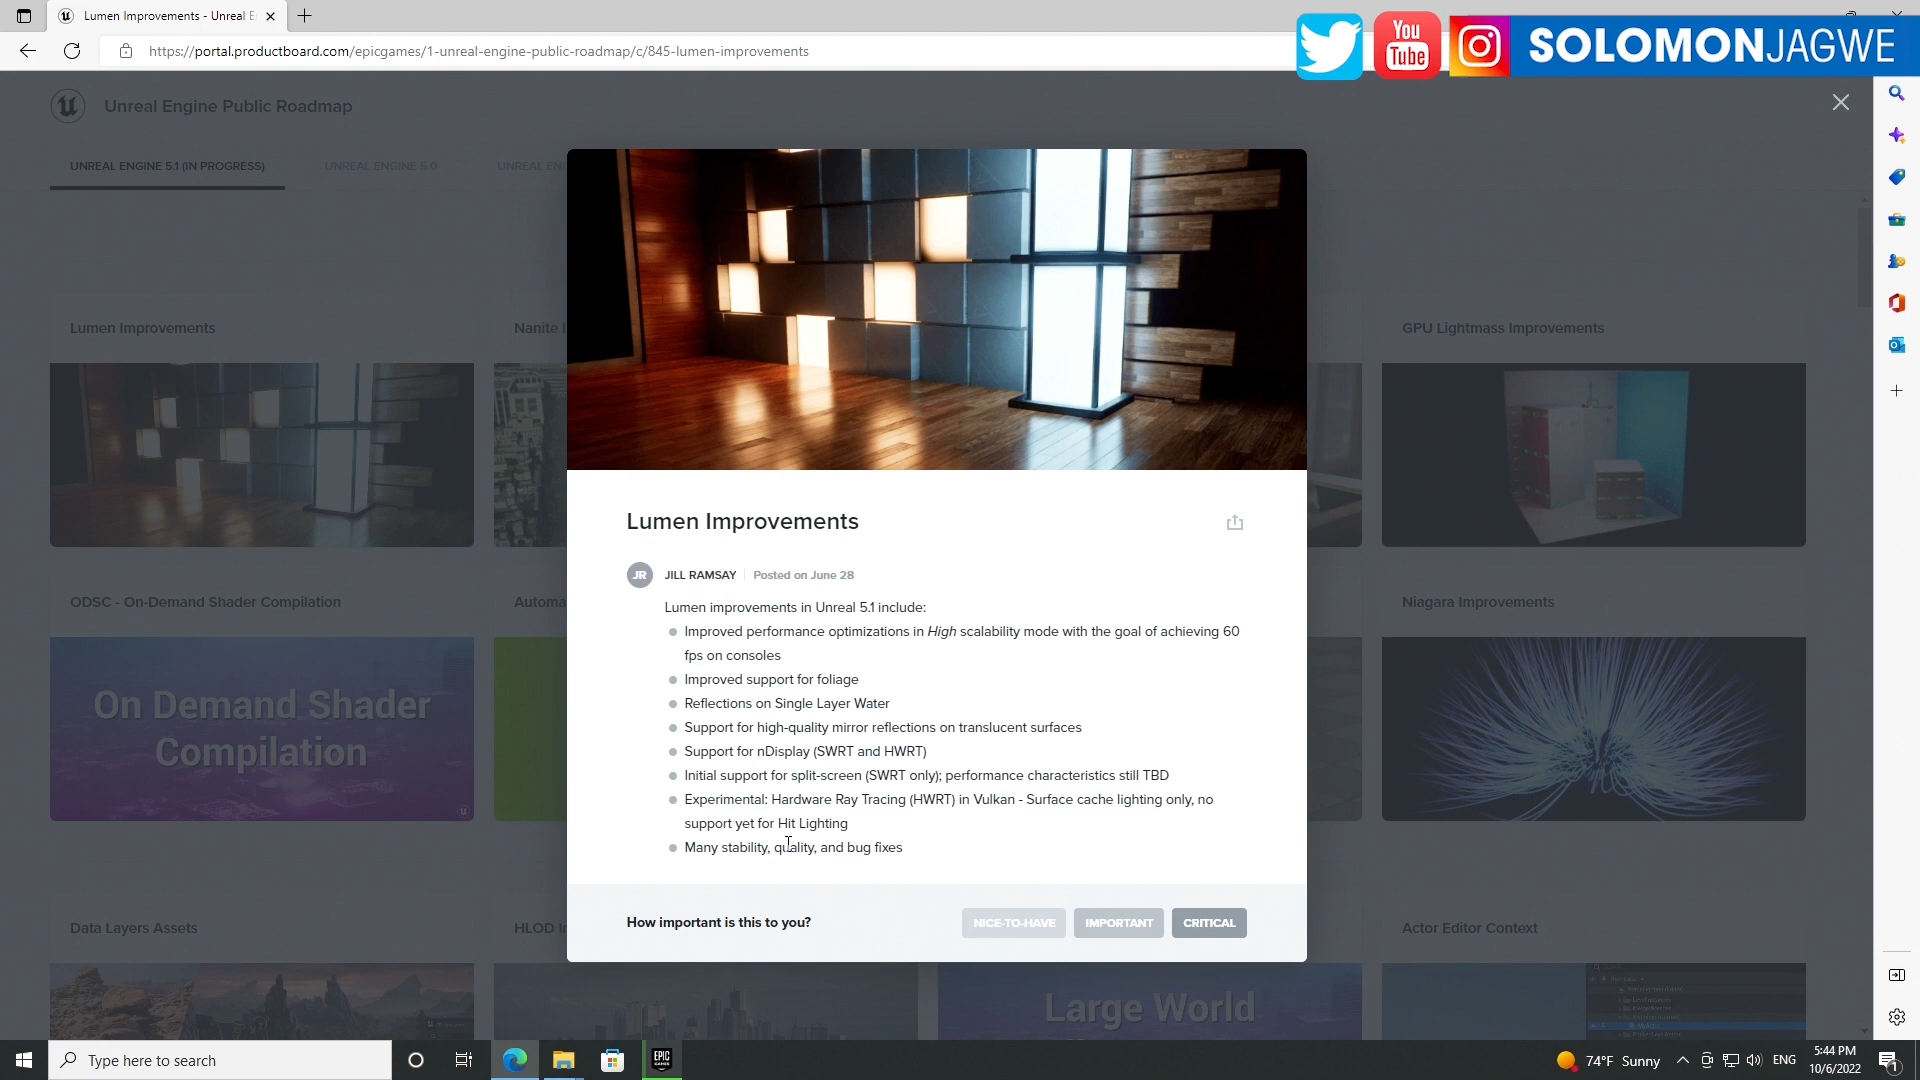 Lumen Improvements - Unreal E
https://portal.productboard.com/epicgames/1-unreal-engine-public-roadmap/c/845-lumen-improvements
You
Tube
SOLOMONJAGWE
Unreal Engine Public Roadmap
UNREAL ENGINE 5.1 (IN PROGRESS)
UNREAL ENGINE 5.0
UNREAL EN
Lumen Improvements
Nanite I
GPU Lightmass Improvements
Lumen Improvements
JR
JILL RAMSAY
Posted on June 28
Lumen improvements in Unreal 5.1 include:
Improved performance optimizations in High scalability mode with the goal of achieving 60
fps on consoles
Improved support for foliage
Reflections on Single Layer Water
Support for high-quality mirror reflections on translucent surfaces
Support for nDisplay (SWRT and HWRT)
Initial support for split-screen (SWRT only); performance characteristics still TBD
Experimental: Hardware Ray Tracing (HWRT) in Vulkan - Surface cache lighting only, no
support yet for Hit Lighting
Many stability, quality, and bug fixes
How important is this to you?
NICE-TO-HAVE
IMPORTANT
CRITICAL
ODSC - On-Demand Shader Compilation
Automa
Niagara Improvements
On Demand Shader
Compilation
Data Layers Assets
HLOD I
Actor Editor Context
Large World
Type here to search
EPIC
GAMES
74°F Sunny
ENG
5:44 PM
10/6/2022
1